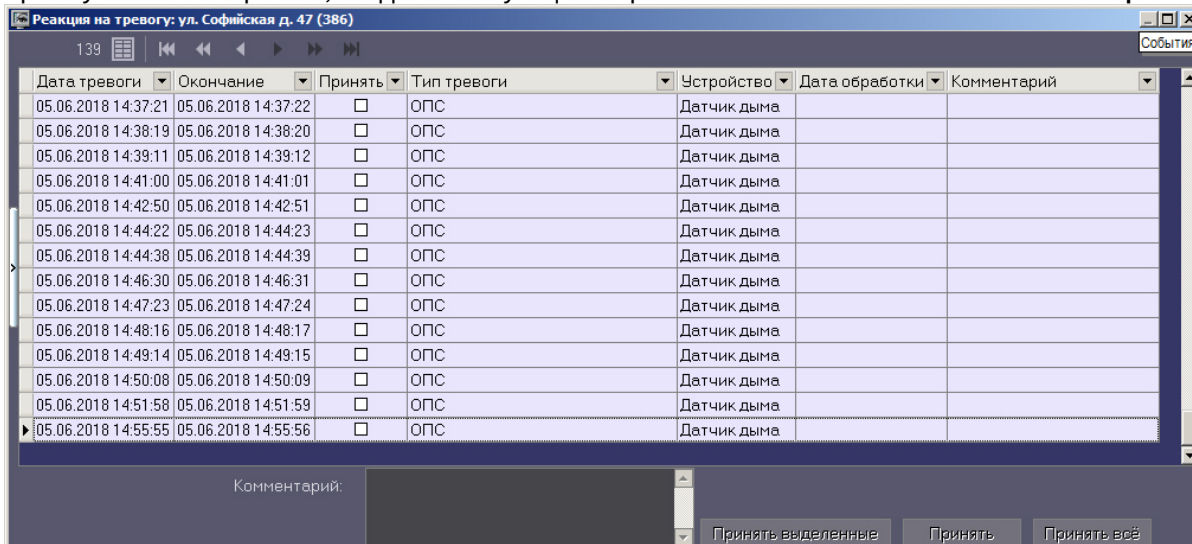 Реакция на тревогу: ул. Софийская д. 47 (386)
События
139
Дата тревоги Окончание Принять Тип тревоги Устройство Дата обработки Комментарий
05.06.2018 14:37:21 05.06.2018 14:37:22 ОПС Датчик дыма
05.06.2018 14:38:19 05.06.2018 14:38:20 ОПС Датчик дыма
05.06.2018 14:39:11 05.06.2018 14:39:12 ОПС Датчик дыма
05.06.2018 14:41:00 05.06.2018 14:41:01 ОПС Датчик дыма
05.06.2018 14:42:50 05.06.2018 14:42:51 ОПС Датчик дыма
05.06.2018 14:44:22 05.06.2018 14:44:23 ОПС Датчик дыма
05.06.2018 14:44:38 05.06.2018 14:44:39 ОПС Датчик дыма
05.06.2018 14:46:30 05.06.2018 14:46:31 ОПС Датчик дыма
05.06.2018 14:47:23 05.06.2018 14:47:24 ОПС Датчик дыма
05.06.2018 14:48:16 05.06.2018 14:48:17 ОПС Датчик дыма
05.06.2018 14:49:14 05.06.2018 14:49:15 ОПС Датчик дыма
05.06.2018 14:50:08 05.06.2018 14:50:09 ОПС Датчик дыма
05.06.2018 14:51:58 05.06.2018 14:51:59 ОПС Датчик дыма
05.06.2018 14:55:55 05.06.2018 14:55:56 ОПС Датчик дыма
Комментарий:
Принять выделенные Принять Принять всё